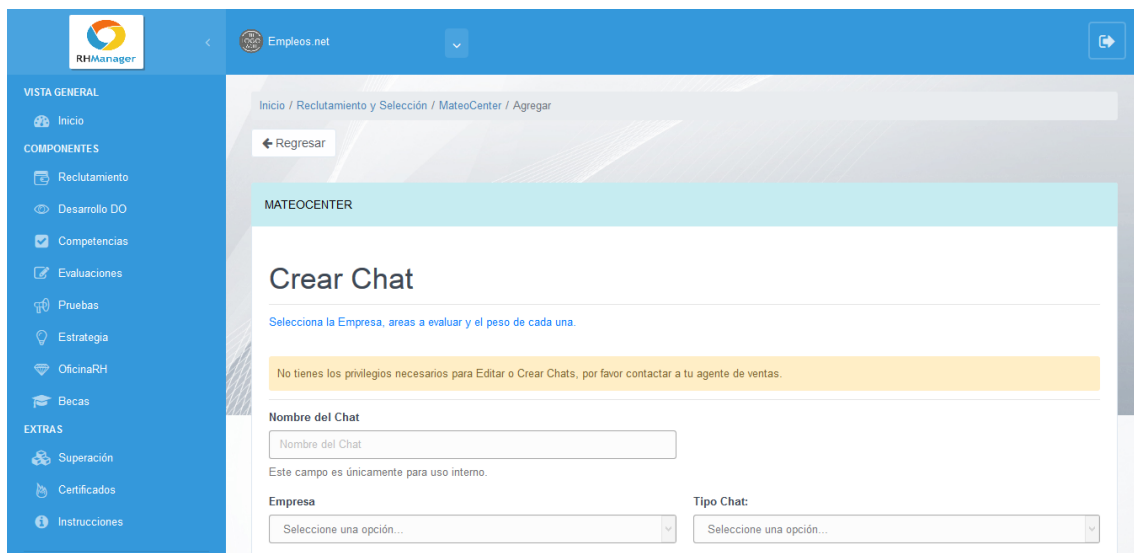 RHManager
Empleos.net
VISTA GENERAL
Inicio
COMPONENTES
Reclutamiento
Desarrollo DO
Competencias
Evaluaciones
Pruebas
Estrategia
OficinaRH
Becas
EXTRAS
Superación
Certificados
Instrucciones
Inicio / Reclutamiento y Selección / MateoCenter / Agregar
Regresar
MATEOCENTER
Crear Chat
Selecciona la Empresa, areas a evaluar y el peso de cada una.
No tienes los privilegios necesarios para Editar o Crear Chats, por favor contactar a tu agente de ventas.
Nombre del Chat
Nombre del Chat
Este campo es únicamente para uso interno.
Empresa
Seleccione una opción...
Tipo Chat:
Seleccione una opción...